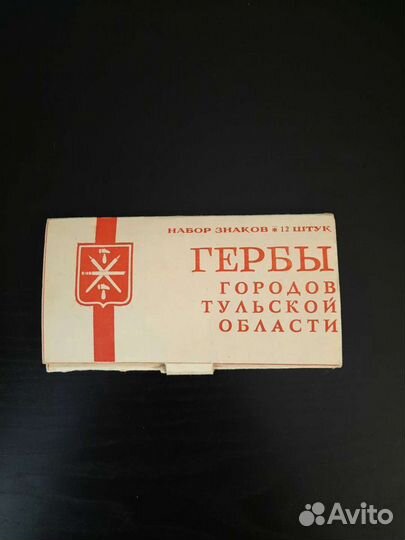 НАБОР ЗНАКОВ * 12 ШТУК
ГЕРБЫ
ГОРОДОВ
ТУЛЬСКОЙ
ОБЛАСТИ
Avito